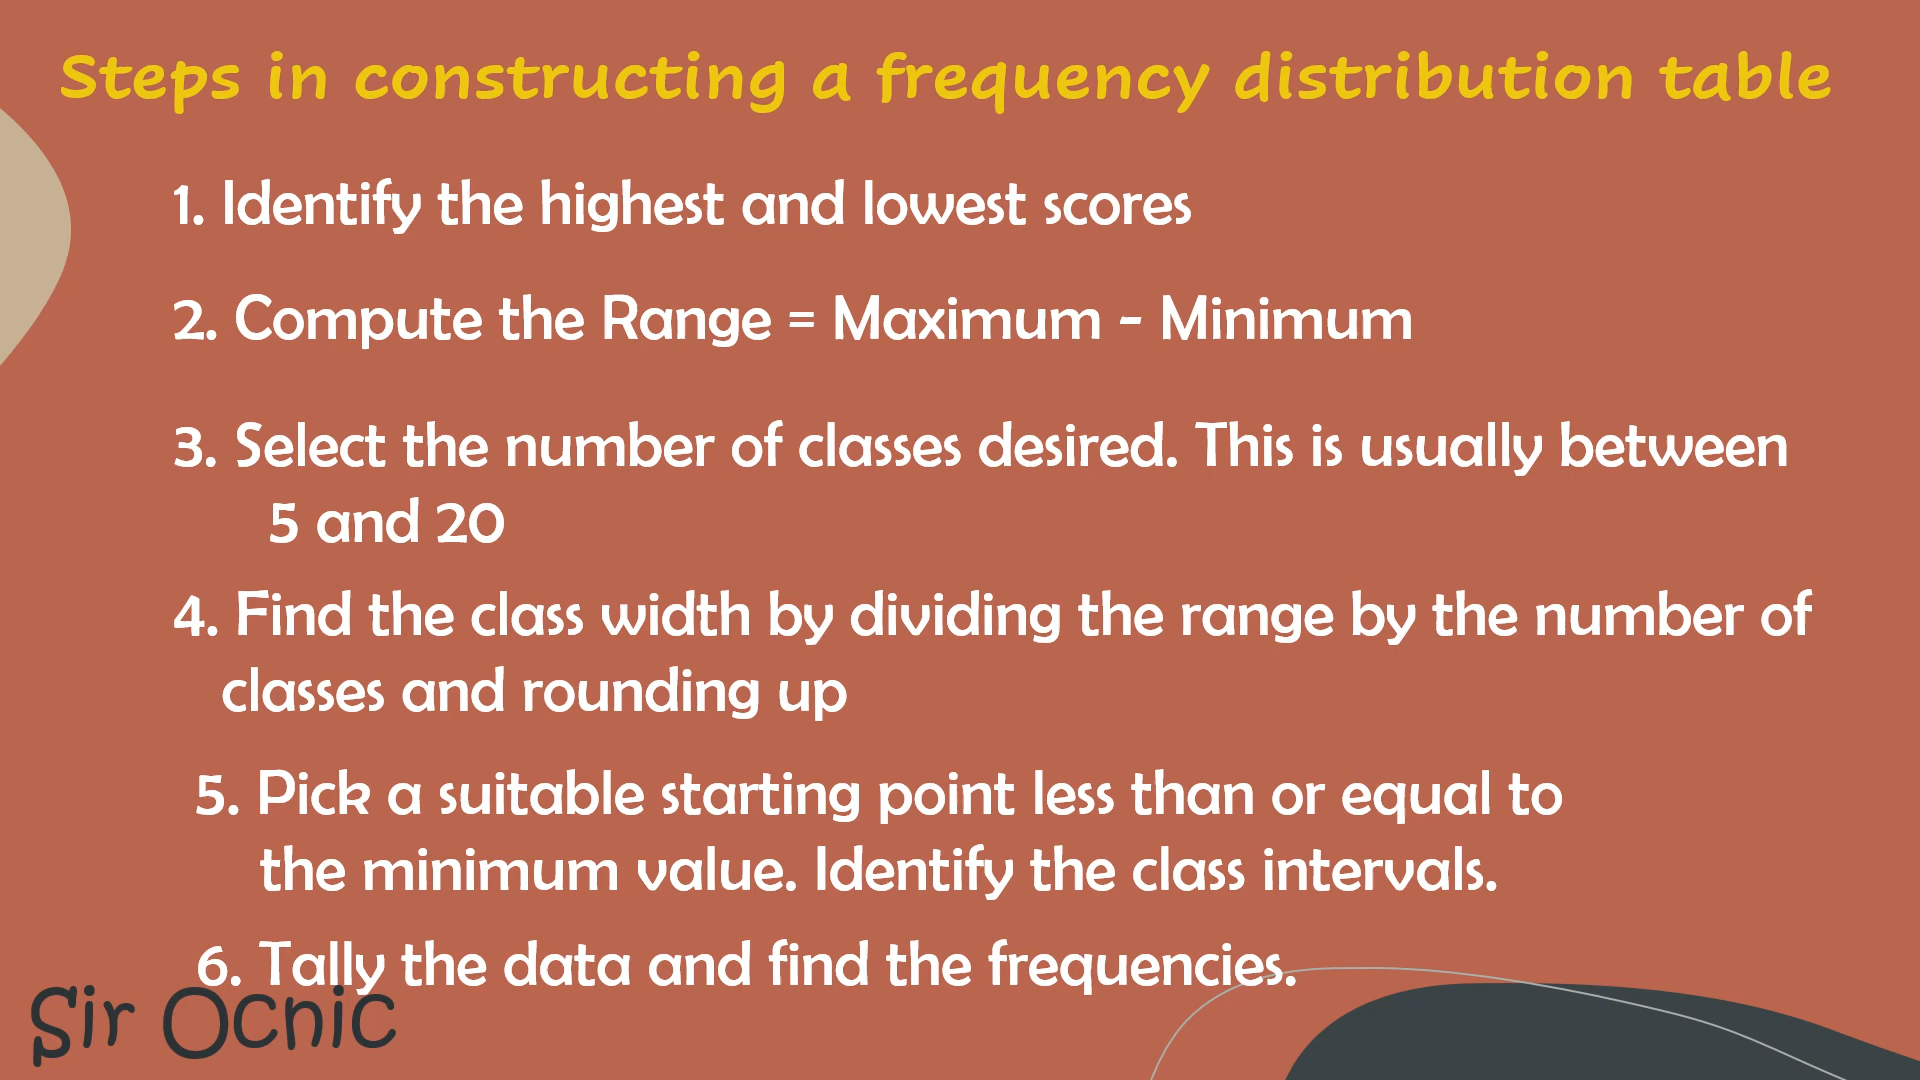 Steps in constructing a frequency distribution table
1. Identify the highest and lowest scores
2. Compute the Range = Maximum - Minimum
3. Select the number of classes desired. This is usually between
5 and 20
4. Find the class width by dividing the range by the number of
classes and rounding up
5. Pick a suitable starting point less than or equal to
the minimum value. Identify the class intervals.
6. Tally the data and find the frequencies.
Sir Ocnic